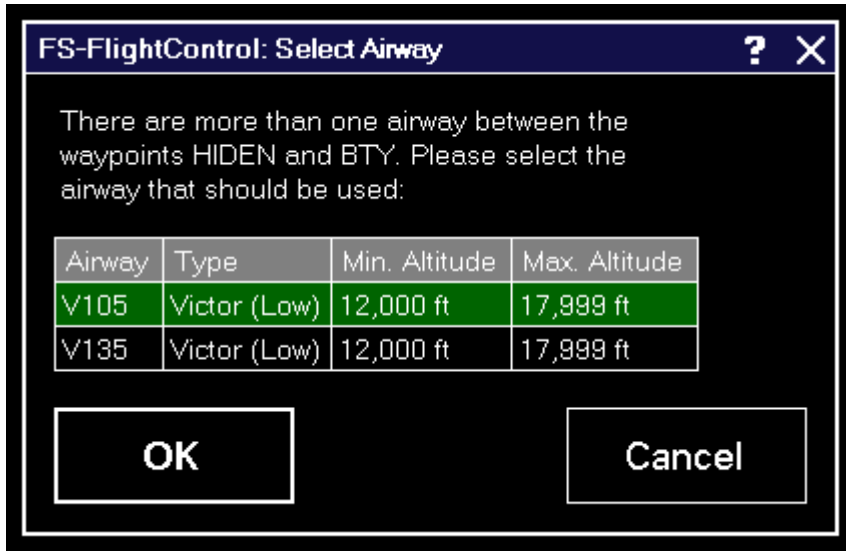 FS-FlightControl: Select Airway ? X
There are more than one airway between the
waypoints HIDEN and BTY. Please select the
airway that should be used:
Airway Type Min. Altitude Max. Altitude
V105 Victor (Low) 12,000 ft 17,999 ft
V135 Victor (Low) 12,000 ft 17,999 ft
OK Cancel